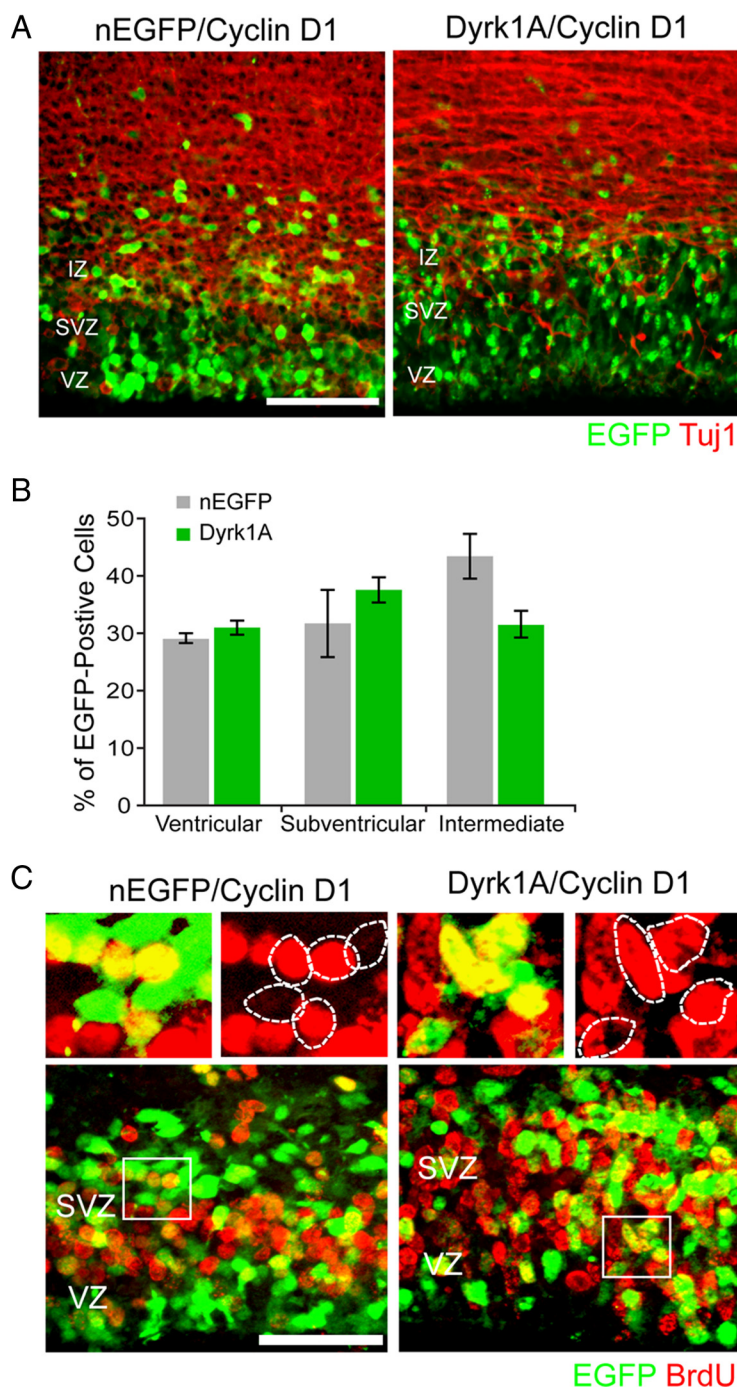 A
nEGFP/Cyclin D1
Dyrk1A/Cyclin D1
IZ
SVZ
VZ
IZ
SVZ
VZ
EGFP Tuj1
B
nEGFP
Dyrk1A
% of EGFP-Postive Cells
50
40
30
20
10
0
Ventricular
Subventricular
Intermediate
C
nEGFP/Cyclin D1
Dyrk1A/Cyclin D1
SVZ
VZ
SVZ
VZ
EGFP BrdU